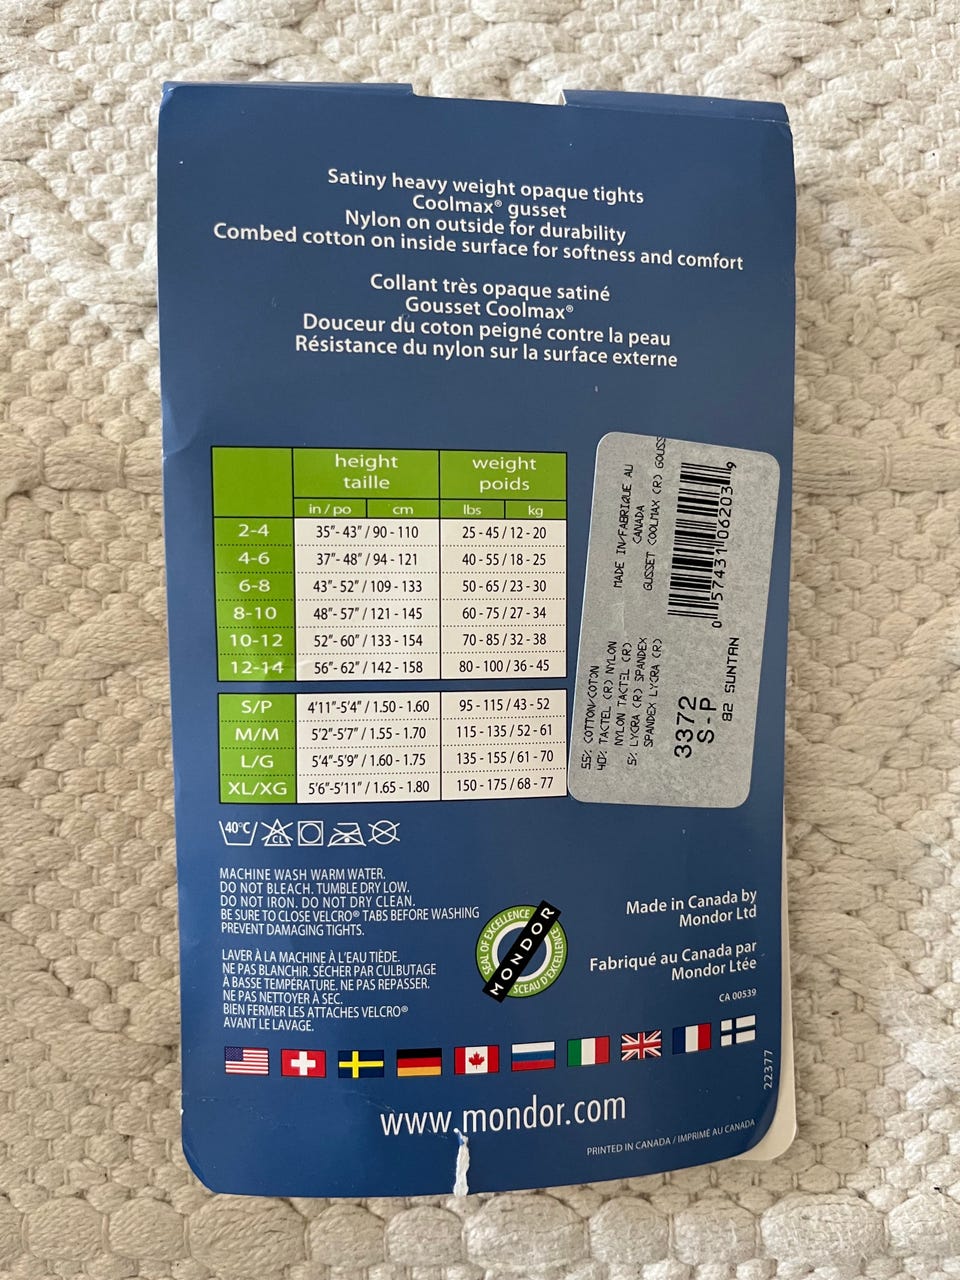 Satiny heavy weight opaque tights
Coolmax® gusset
Nylon on outside for durability
Combed cotton on inside surface for softness and comfort
Collant très opaque satiné
Gousset Coolmax®
Douceur du coton peigné contre la peau
Résistance du nylon sur la surface externe
height weight
taille poids
in / po cm lbs kg
2-4 35”- 43” / 90 - 110 25 - 45 / 12 - 20
4-6 37”- 48” / 94 - 121 40 - 55 / 18 - 25
6-8 43”- 52” / 109 - 133 50 - 65 / 23 - 30
8-10 48”- 57” / 121 - 145 60 - 75 / 27 - 34
10-12 52”- 60” / 133 - 154 70 - 85 / 32 - 38
12-14 56”- 62” / 142 - 158 80 - 100 / 36 - 45
S/P 4’11”-5’4” / 1.50 - 1.60 95 - 115 / 43 - 52
M/M 5’2”-5’7” / 1.55 - 1.70 115 - 135 / 52 - 61
L/G 5’4”-5’9” / 1.60 - 1.75 135 - 155 / 61 - 70
XL/XG 5’6”-5’11” / 1.65 - 1.80 150 - 175 / 68 - 77
55% COTTON/COTON
40% TACTEL (R) NYLON
NYLON TACTEL (R)
5% LYCRA (R) SPANDEX
SPANDEX LYCRA (R)
MADE IN/FABRIQUE AU
CANADA
GUSSET COOLMAX (R) GOUSS
3372
S-P
82 SUNTAN
0 57431 06203 9
40°C CL
MACHINE WASH WARM WATER.
DO NOT BLEACH. TUMBLE DRY LOW.
DO NOT IRON. DO NOT DRY CLEAN.
BE SURE TO CLOSE VELCRO® TABS BEFORE WASHING
PREVENT DAMAGING TIGHTS.
LAVER À LA MACHINE À L’EAU TIÈDE.
NE PAS BLANCHIR. SÉCHER PAR CULBUTAGE
À BASSE TEMPÉRATURE. NE PAS REPASSER.
NE PAS NETTOYER À SEC.
BIEN FERMER LES ATTACHES VELCRO®
AVANT LE LAVAGE.
SEAL OF EXCELLENCE
MONDOR
SCEAU D’EXCELLENCE
Made in Canada by
Mondor Ltd
Fabriqué au Canada par
Mondor Ltée
CA 00539
22377
www.mondor.com
PRINTED IN CANADA / IMPRIMÉ AU CANADA